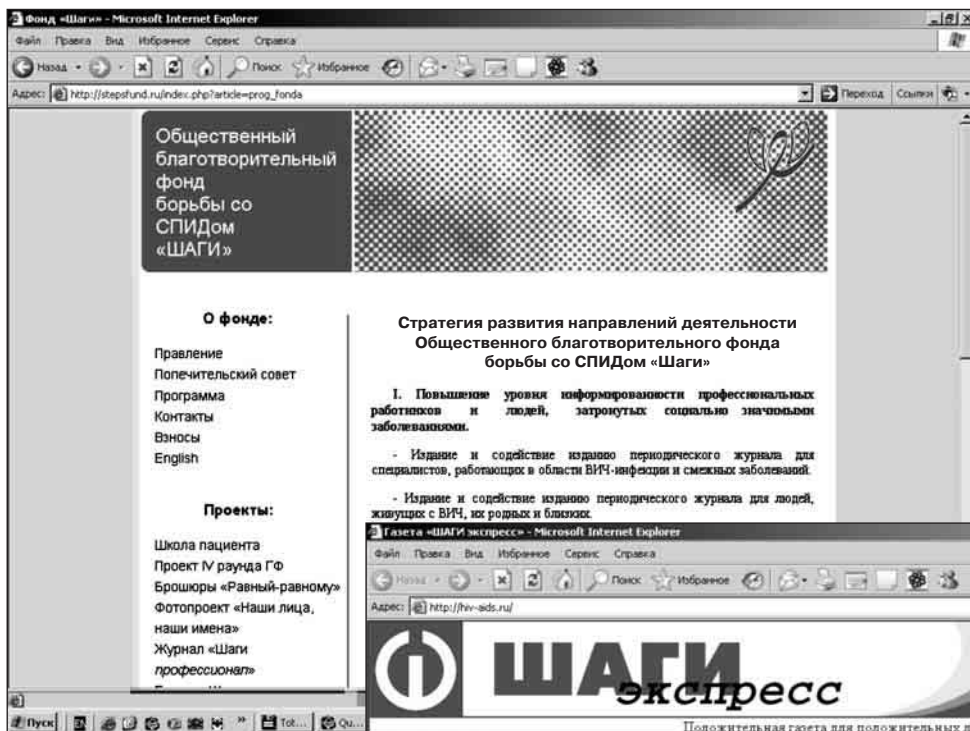 Фонд «Шаги» - Microsoft Internet Explorer
Файл Правка Вид Избранное Сервис Справка
Назад Поиск Избранное
Адрес: http://stepsfund.ru/index.php?article=prog_fonda Переход Ссылки
Общественный
благотворительный
фонд
борьбы со
СПИДом
«ШАГИ»
О фонде:
Правление
Попечительский совет
Программа
Контакты
Взносы
English
Проекты:
Школа пациента
Проект IV раунда ГФ
Брошюры «Равный-равному»
Фотопроект «Наши лица,
наши имена»
Журнал «Шаги
профессионал»
Стратегия развития направлений деятельности
Общественного благотворительного фонда
борьбы со СПИДом «Шаги»
I. Повышение уровня информированности профессиональных
работников и людей, затронутых социально значимыми
заболеваниями.
- Издание и содействие изданию периодического журнала для
специалистов, работающих в области ВИЧ-инфекции и смежных заболеваний.
- Издание и содействие изданию периодического журнала для людей,
живущих с ВИЧ, их родных и близких.
Газета «ШАГИ экспресс» - Microsoft Internet Explorer
Файл Правка Вид Избранное Сервис Справка
Назад Поиск Избранное
Адрес: http://hiv-aids.ru/
ШАГИ
экспресс
Положительная газета для положительных
Пуск » Tot... Qu...